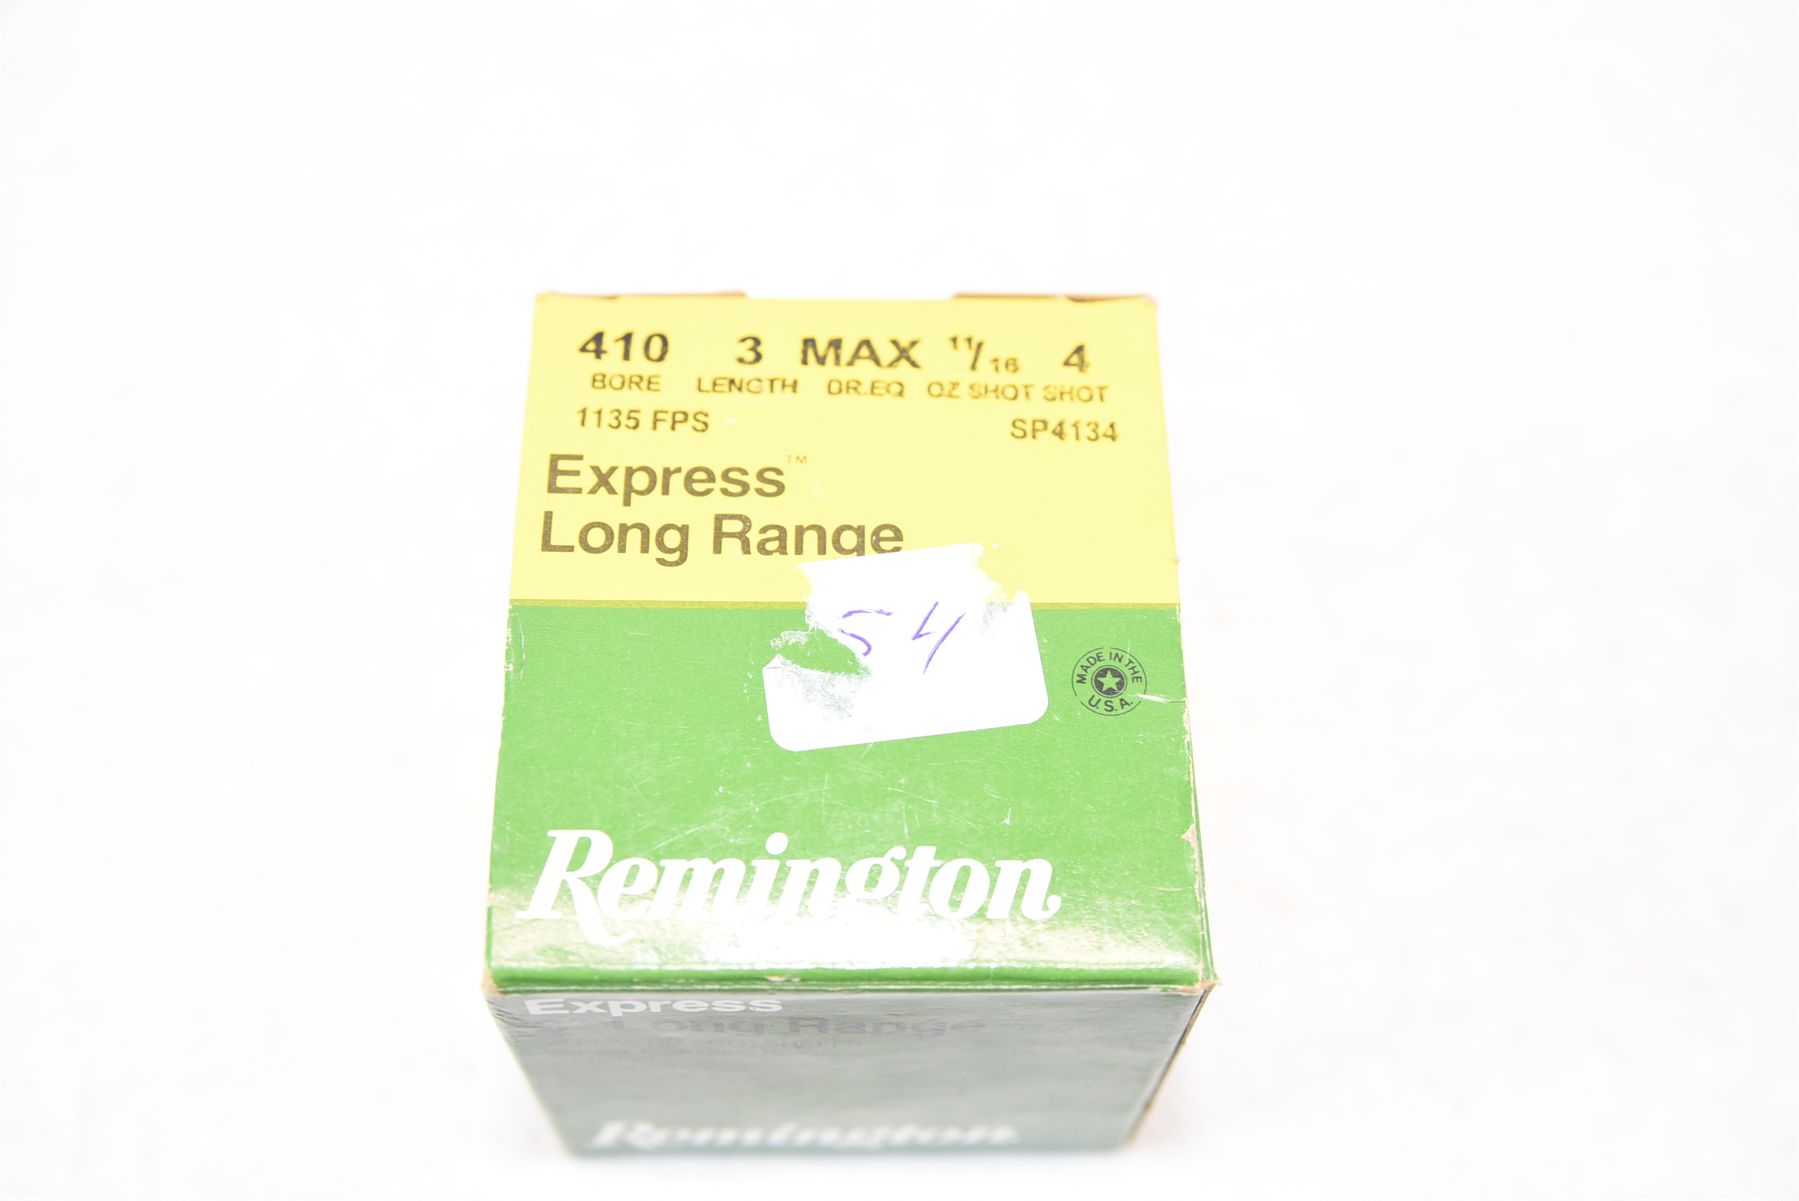 410 3 MAX 11/16 4
BORE LENGTH DR.EQ OZ SHOT SHOT
1135 FPS SP4134
Express™
Long Range
54
MADE IN THE U.S.A.
Remington
Express
Long Range
Remington